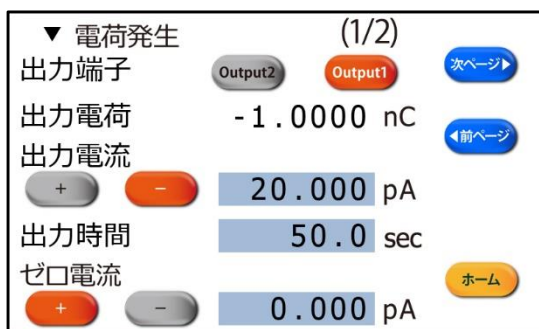 ▼ 電荷発生 (1/2)
出力端子 Output2 Output1 次ページ▶
出力電荷 -1.0000 nC
◀前ページ
出力電流
+ - 20.000 pA
出力時間 50.0 sec
ゼロ電流 ホーム
+ - 0.000 pA